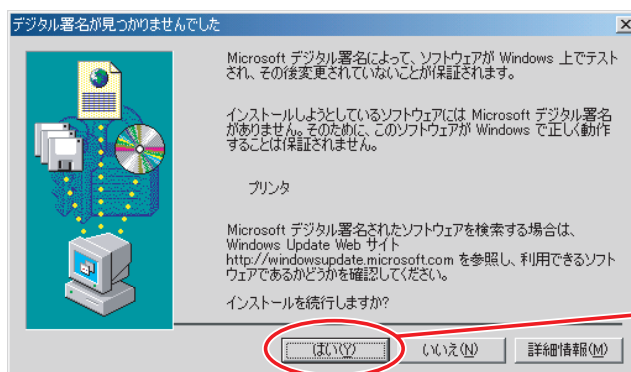 デジタル署名が見つかりませんでした
Microsoft デジタル署名によって、ソフトウェアが Windows 上でテスト
され、その後変更されていないことが保証されます。
インストールしようとしているソフトウェアには Microsoft デジタル署名
がありません。そのために、このソフトウェアが Windows で正しく動作
することは保証されません。
プリンタ
Microsoft デジタル署名されたソフトウェアを検索する場合は、
Windows Update Web サイト
http://windowsupdate.microsoft.com を参照し、利用できるソフト
ウェアであるかどうかを確認してください。
インストールを続行しますか?
はい(Y) いいえ(N) 詳細情報(M)